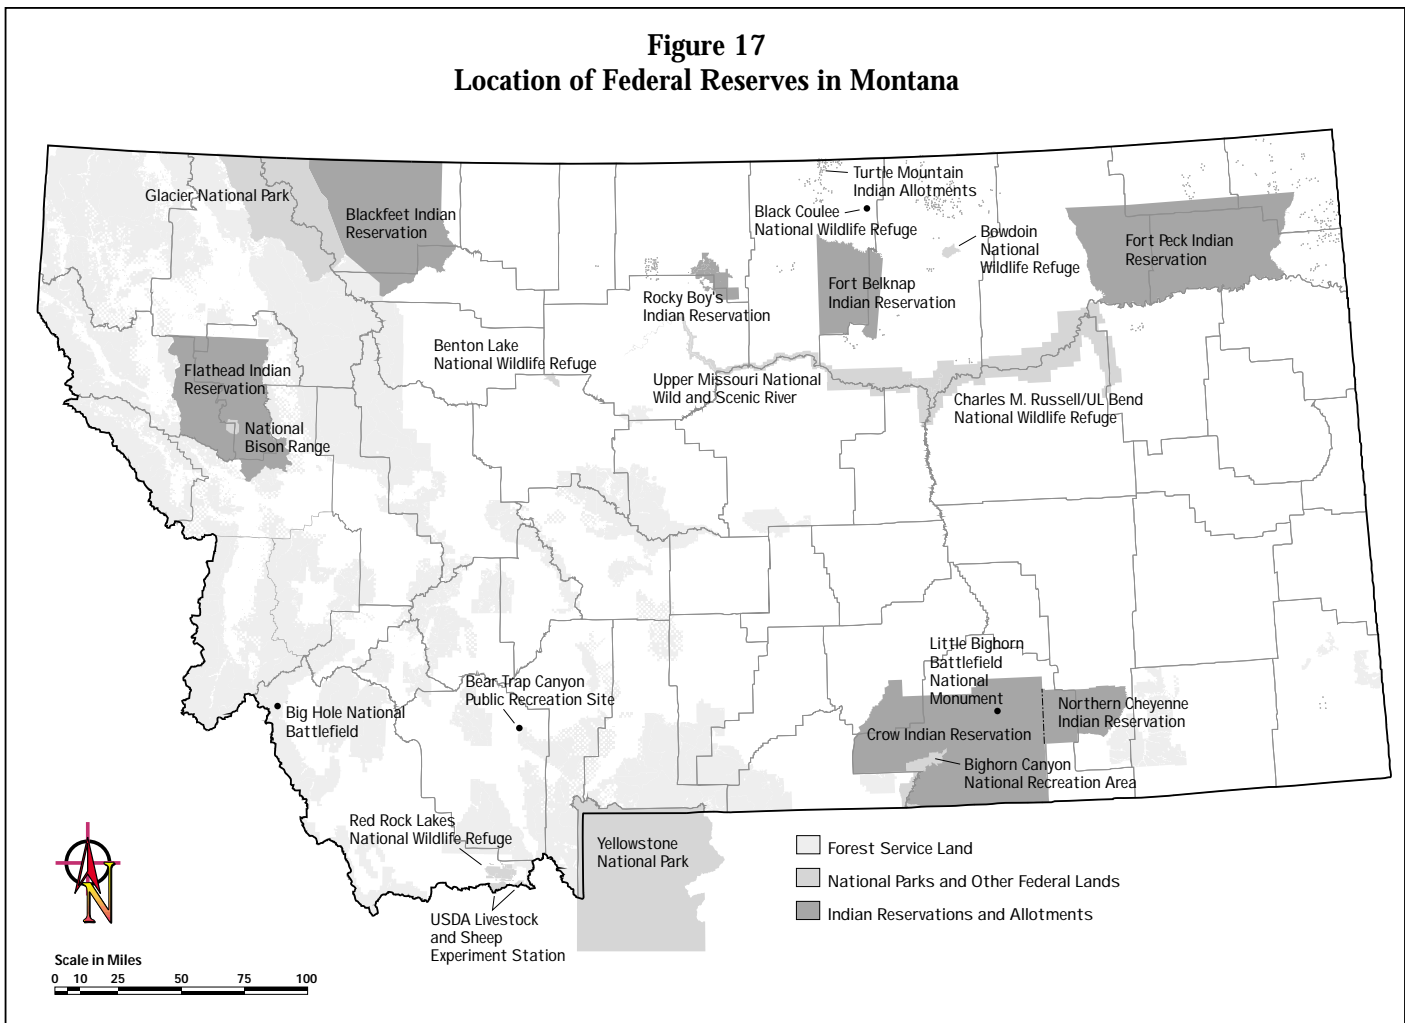 Figure 17
Location of Federal Reserves in Montana
Glacier National Park
Blackfeet Indian
Reservation
Turtle Mountain
Indian Allotments
Black Coulee
National Wildlife Refuge
Bowdoin
National
Wildlife Refuge
Fort Peck Indian
Reservation
Rocky Boy's
Indian Reservation
Fort Belknap
Indian Reservation
Benton Lake
National Wildlife Refuge
Flathead Indian
Reservation
Upper Missouri National
Wild and Scenic River
Charles M. Russell/UL Bend
National Wildlife Refuge
National
Bison Range
Little Bighorn
Battlefield
National
Monument
Bear Trap Canyon
Public Recreation Site
Big Hole National
Battlefield
Northern Cheyenne
Indian Reservation
Crow Indian Reservation
Bighorn Canyon
National Recreation Area
Red Rock Lakes
National Wildlife Refuge
Yellowstone
National Park
USDA Livestock
and Sheep
Experiment Station
Forest Service Land
National Parks and Other Federal Lands
Indian Reservations and Allotments
N
Scale in Miles
0 10 25 50 75 100